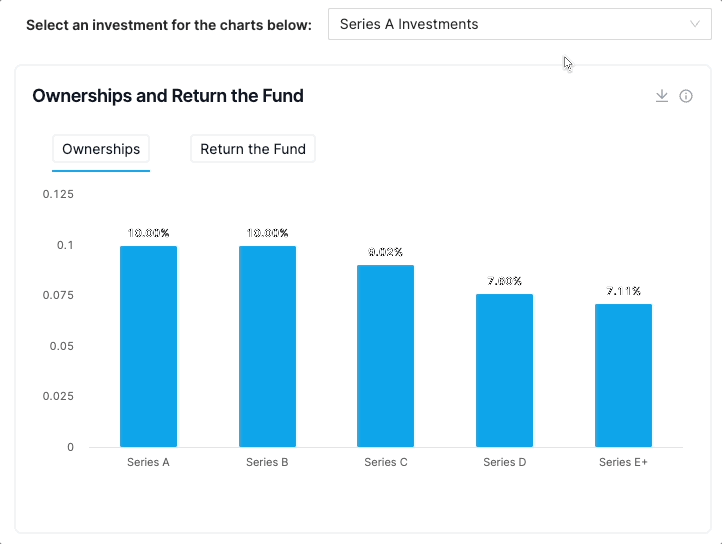 Select an investment for the charts below: Series A Investments
Ownerships and Return the Fund
Ownerships Return the Fund
0.125
0.1
0.075
0.05
0.025
0
10.00% 10.00% 9.02% 7.60% 7.11%
Series A Series B Series C Series D Series E+